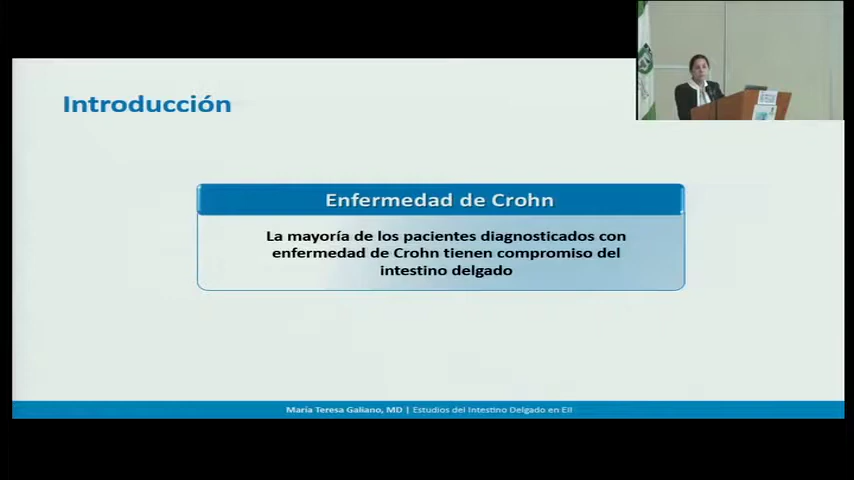 Introducción
Enfermedad de Crohn
La mayoría de los pacientes diagnosticados con
enfermedad de Crohn tienen compromiso del
intestino delgado
María Teresa Galiano, MD | Estudios del Intestino Delgado en EII